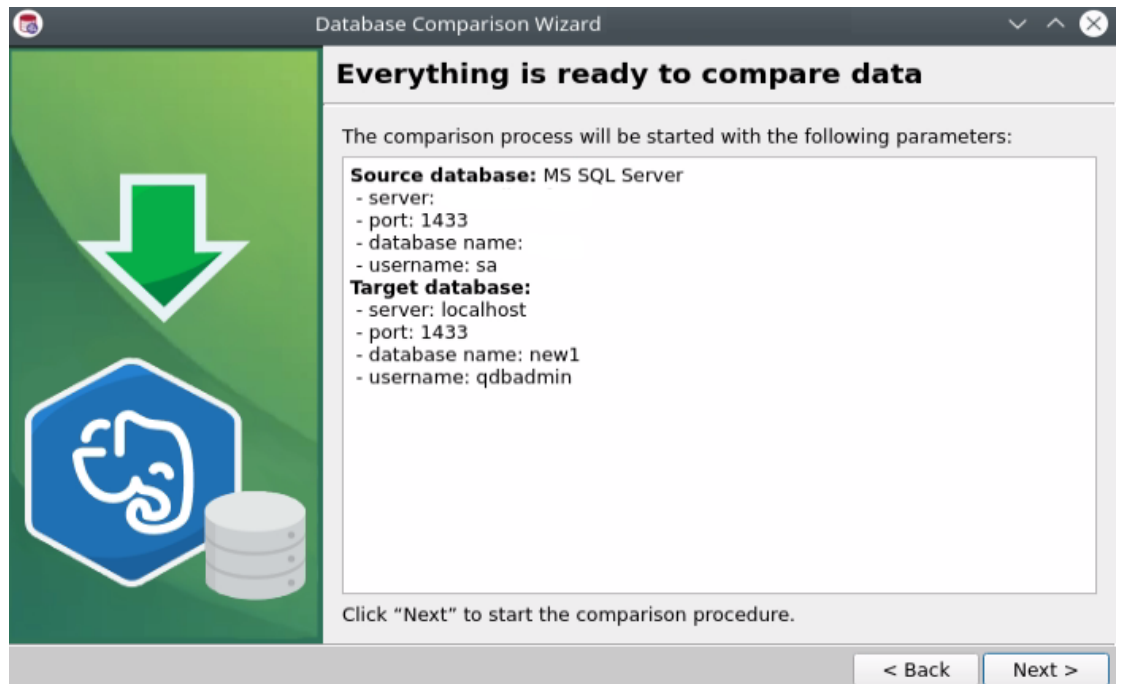 Database Comparison Wizard
Everything is ready to compare data
The comparison process will be started with the following parameters:
Source database: MS SQL Server
- server:
- port: 1433
- database name:
- username: sa
Target database:
- server: localhost
- port: 1433
- database name: new1
- username: qdbadmin
Click “Next” to start the comparison procedure.
< Back Next >